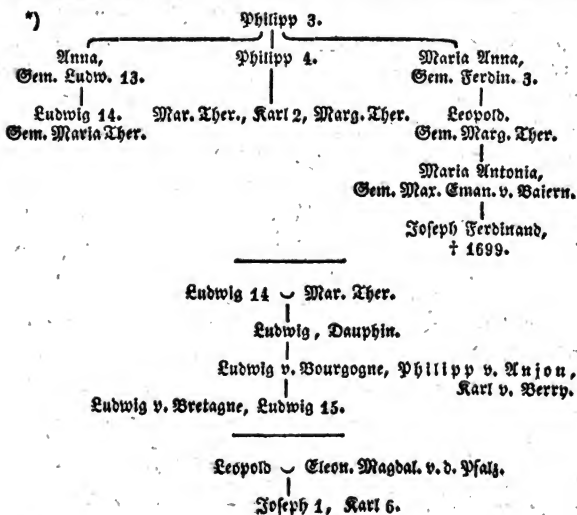 *)
Philipp 3.
Anna, Philipp 4. Maria Anna,
Gem. Ludw. 13. Gem. Ferdin. 3.
Ludwig 14. Mar. Ther., Karl 2, Marg. Ther. Leopold.
Gem. Maria Ther. Gem. Marg. Ther.
Maria Antonia,
Gem. Max. Eman. v. Baiern.
Joseph Ferdinand,
† 1699.
Ludwig 14 ⌣ Mar. Ther.
Ludwig, Dauphin.
Ludwig v. Bourgogne, Philipp v. Anjon,
Karl v. Berry.
Ludwig v. Bretagne, Ludwig 15.
Leopold ⌣ Eleon. Magdal. v. d. Pfalz.
Joseph 1, Karl 6.